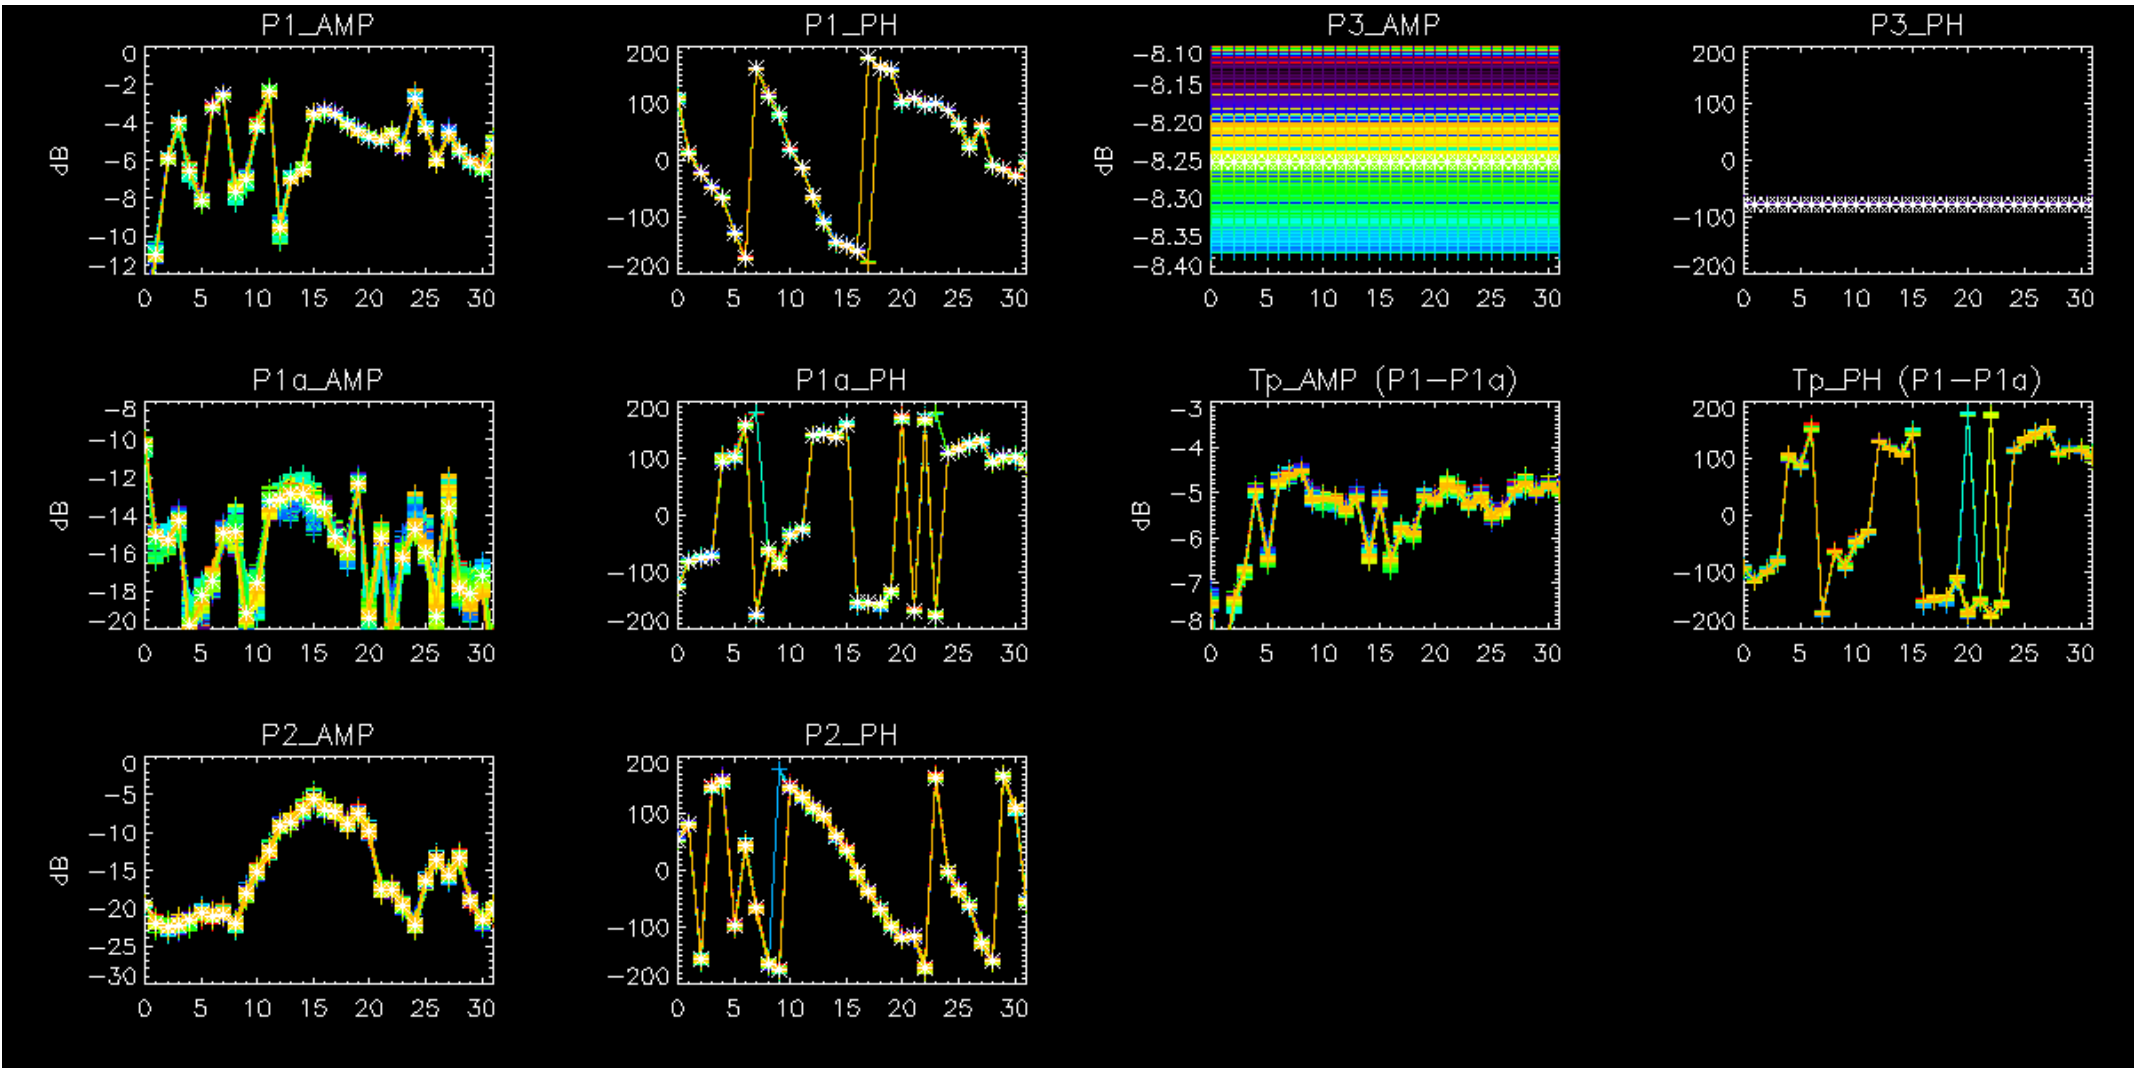 P1_AMP
P1_PH
P3_AMP
P3_PH
dB
0
−2
−4
−6
−8
−10
−12
0 5 10 15 20 25 30
200
100
0
−100
−200
0 5 10 15 20 25 30
dB
−8.10
−8.15
−8.20
−8.25
−8.30
−8.35
−8.40
0 5 10 15 20 25 30
200
100
0
−100
−200
0 5 10 15 20 25 30
P1a_AMP
P1a_PH
Tp_AMP (P1−P1a)
Tp_PH (P1−P1a)
dB
−8
−10
−12
−14
−16
−18
−20
0 5 10 15 20 25 30
200
100
0
−100
−200
0 5 10 15 20 25 30
dB
−3
−4
−5
−6
−7
−8
0 5 10 15 20 25 30
200
100
0
−100
−200
0 5 10 15 20 25 30
P2_AMP
P2_PH
dB
0
−5
−10
−15
−20
−25
−30
0 5 10 15 20 25 30
200
100
0
−100
−200
0 5 10 15 20 25 30